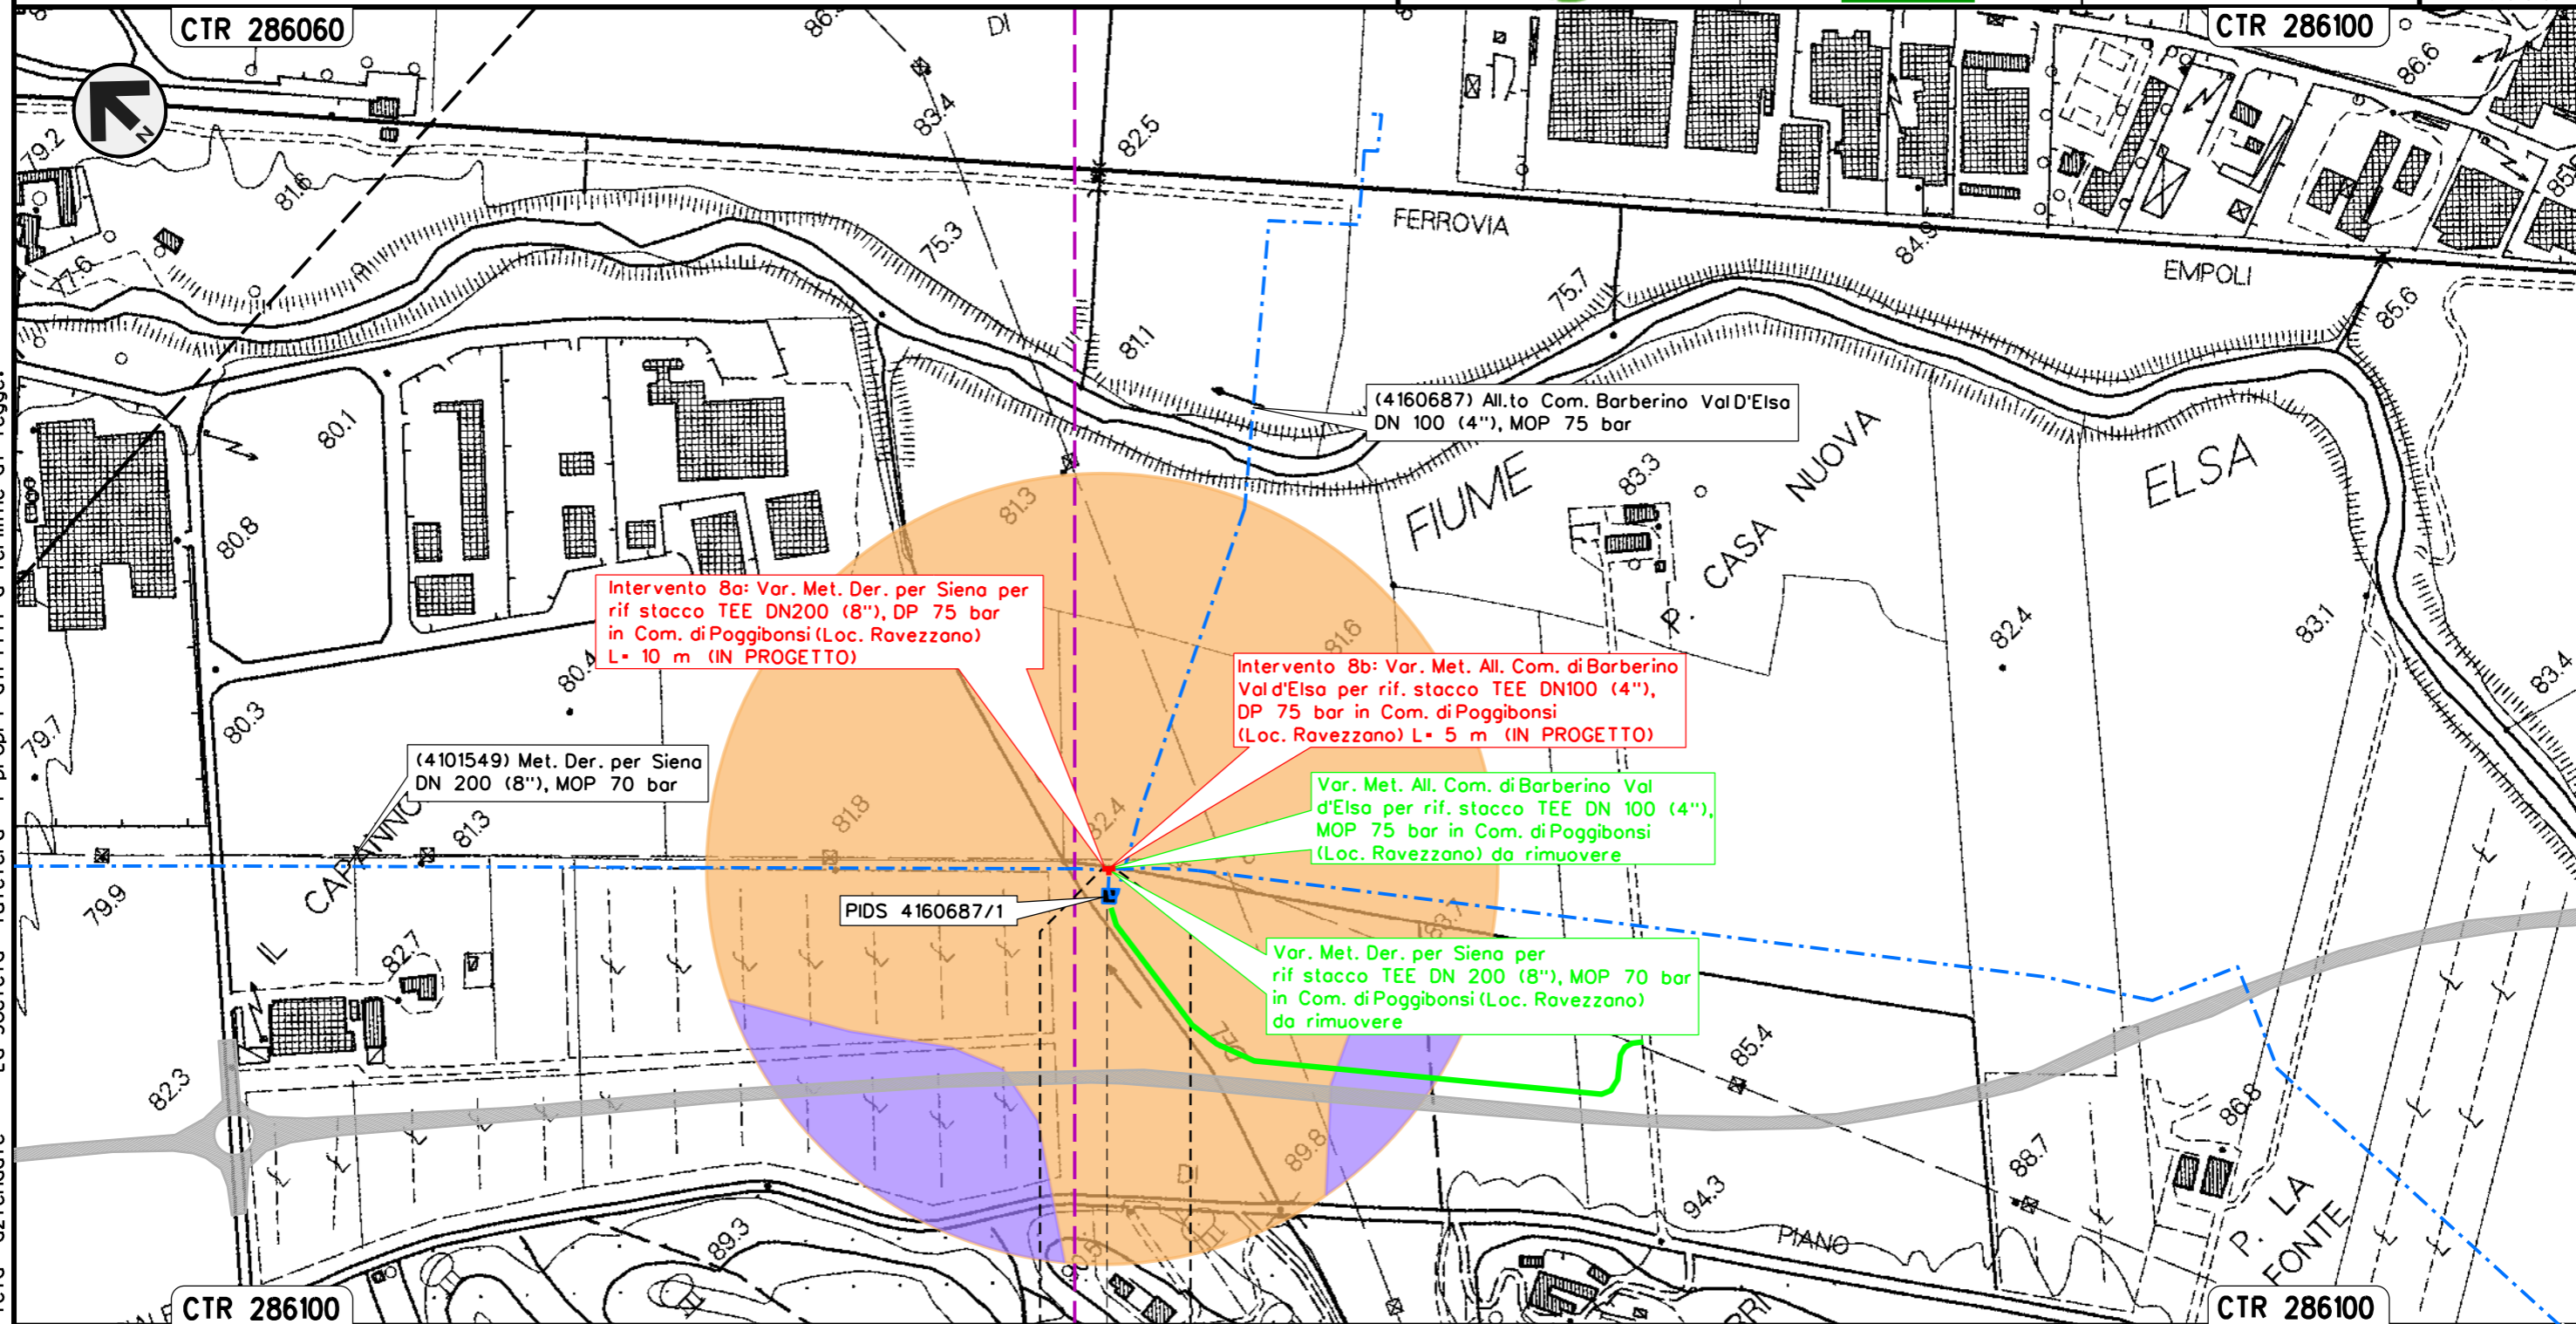 CTR 286060
CTR 286100
DI
86.6
83.4
82.5
79.2
81.6
77.6
75.3
FERROVIA
84.9
EMPOLI
75.7
85.6
81.1
(4160687) All.to Com. Barberino Val D'Elsa
DN 100 (4"), MOP 75 bar
80.1
80.8
81.3
FIUME
83.3
P. CASA NUOVA
ELSA
Intervento 8a: Var. Met. Der. per Siena per
rif stacco TEE DN200 (8"), DP 75 bar
in Com. di Poggibonsi (Loc. Ravezzano)
L= 10 m (IN PROGETTO)
81.6
82.4
83.1
83.4
Intervento 8b: Var. Met. All. Com. di Barberino
Val d'Elsa per rif. stacco TEE DN100 (4"),
DP 75 bar in Com. di Poggibonsi
(Loc. Ravezzano) L= 5 m (IN PROGETTO)
80.4
80.3
79.7
(4101549) Met. Der. per Siena
DN 200 (8"), MOP 70 bar
81.3
81.8
82.4
Var. Met. All. Com. di Barberino Val
d'Elsa per rif. stacco TEE DN 100 (4"),
MOP 75 bar in Com. di Poggibonsi
(Loc. Ravezzano) da rimuovere
79.9
IL CAPANNO
PIDS 4160687/1
83.7
82.7
Var. Met. Der. per Siena per
rif stacco TEE DN 200 (8"), MOP 70 bar
in Com. di Poggibonsi (Loc. Ravezzano)
da rimuovere
DEL
85.4
82.3
86.8
89.8
88.7
DI
94.3
89.3
90.5
PIANO
P. LA
FONTE
CTR 286100
CTR 286100